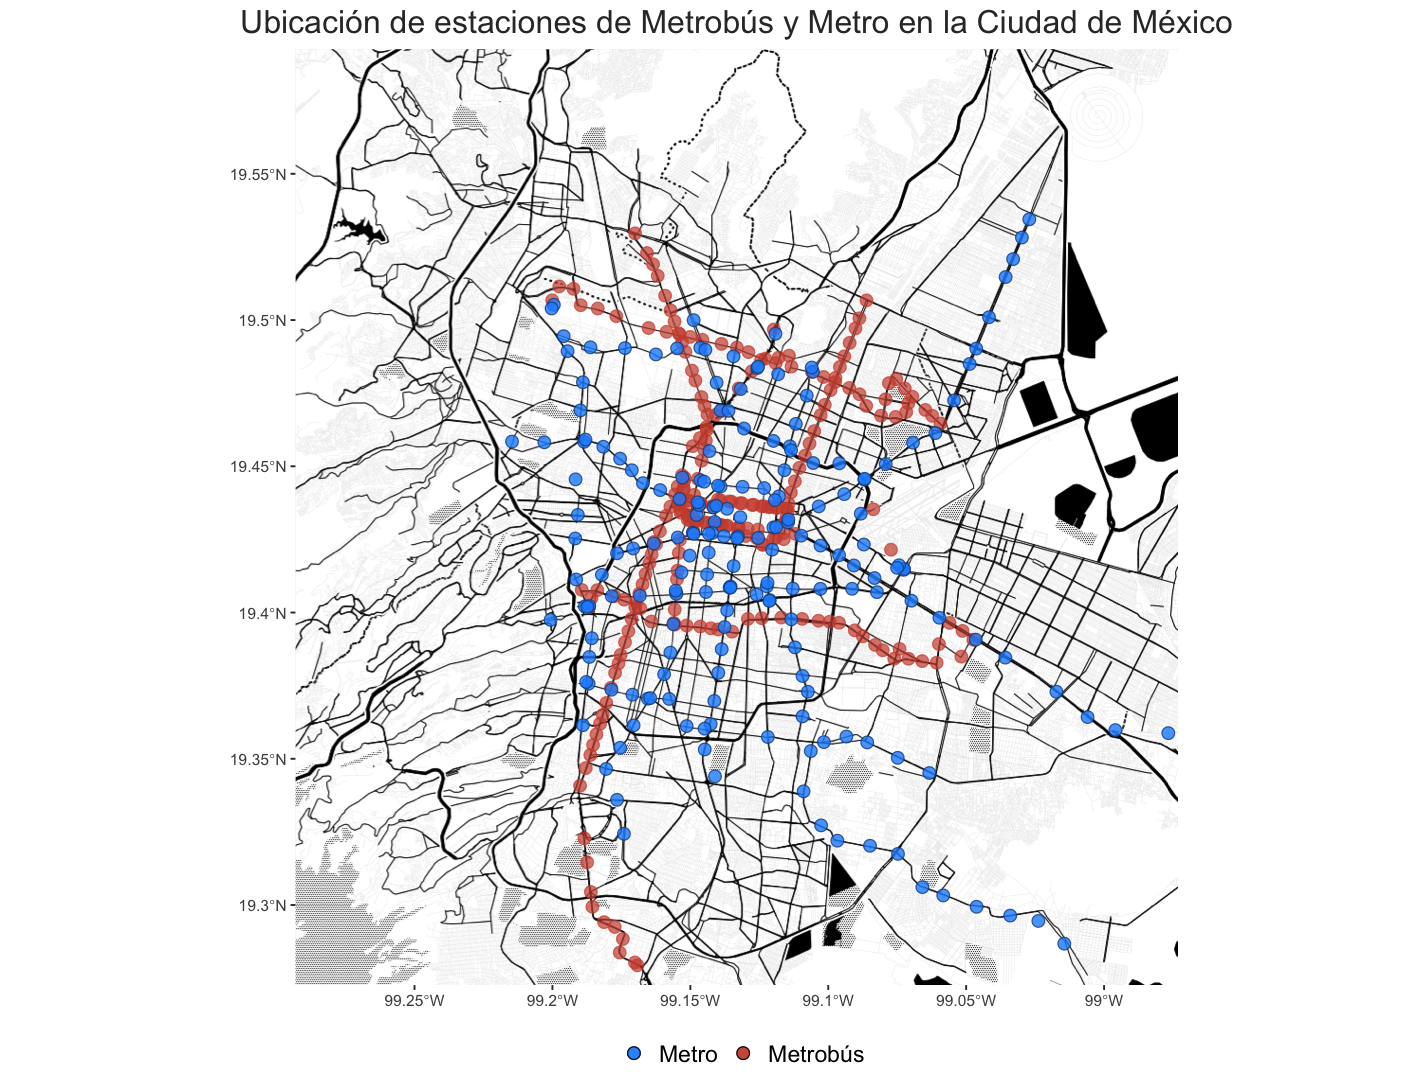 Ubicación de estaciones de Metrobús y Metro en la Ciudad de México
19.55°N
19.5°N
19.45°N
19.4°N
19.35°N
19.3°N
99.25°W
99.2°W
99.15°W
99.1°W
99.05°W
99°W
Metro
Metrobús